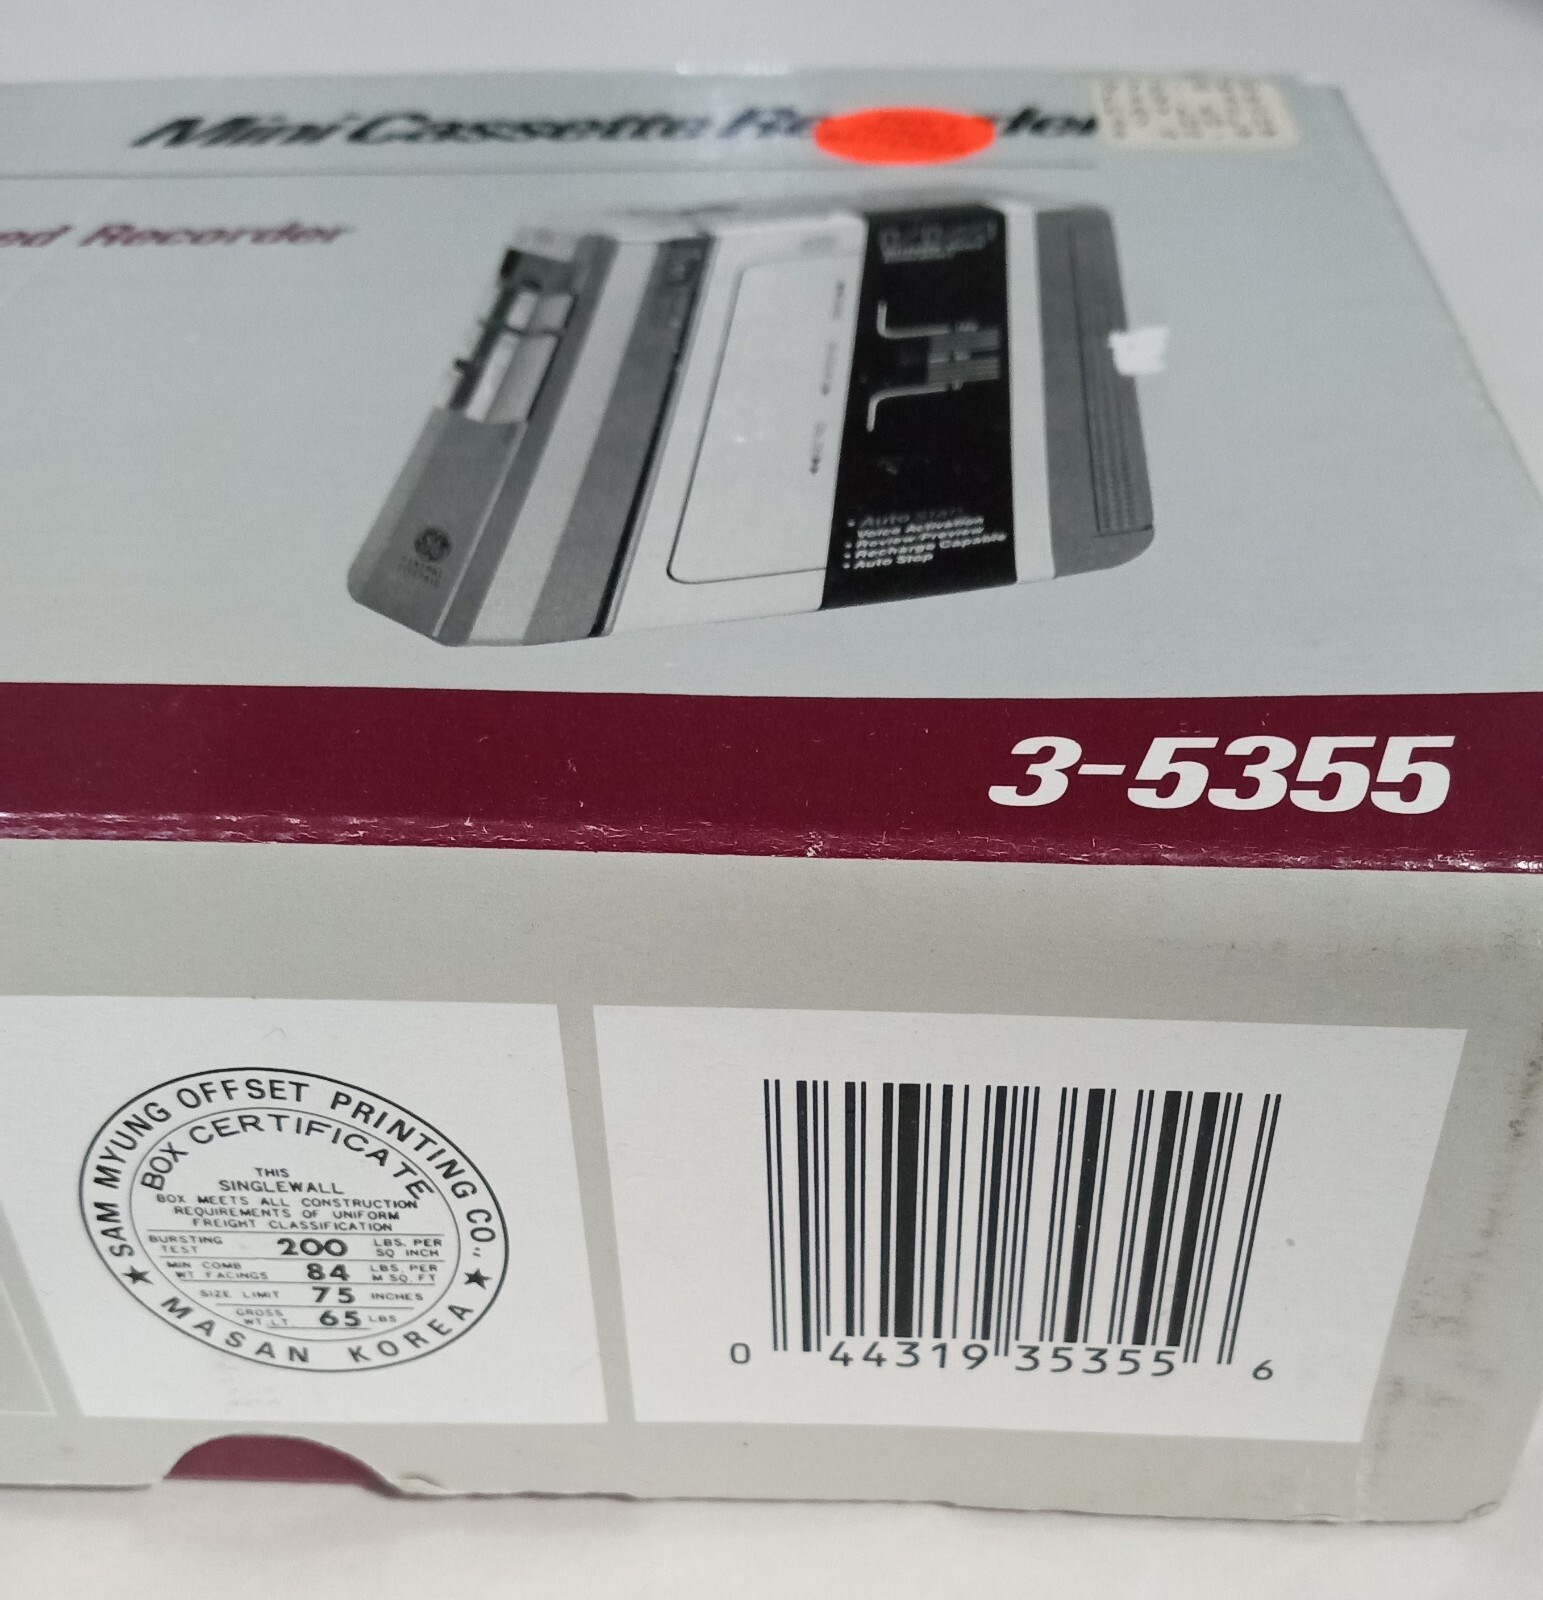 Mini Cassette Re der
ed Recorder
GE
• Auto Start
Voice Activation
• Review/Preview
• Recharge Capable
• Auto Stop
3-5355
SAM MYUNG OFFSET PRINTING CO.,
★ MASAN KOREA ★
BOX CERTIFICATE
THIS
SINGLEWALL
BOX MEETS ALL CONSTRUCTION
REQUIREMENTS OF UNIFORM
FREIGHT CLASSIFICATION
BURSTING TEST 200 LBS. PER SQ INCH
MIN COMB WT FACINGS 84 LBS. PER M SQ. FT
SIZE LIMIT 75 INCHES
GROSS WT. LT. 65 LBS
0 44319 35355 6